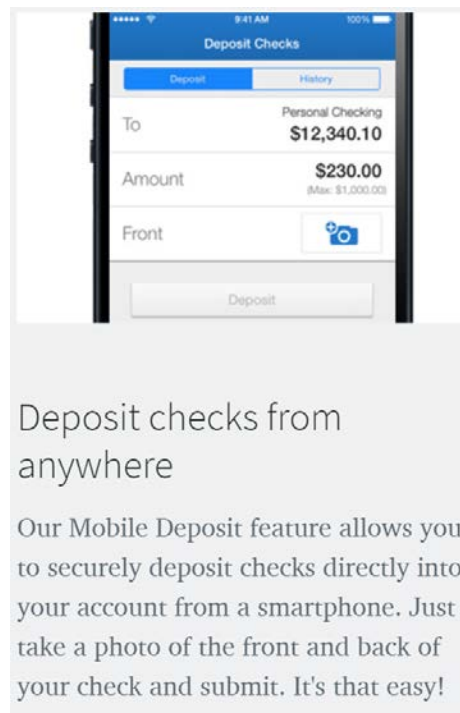 9:41 AM 100%
Deposit Checks
Deposit History
To Personal Checking
$12,340.10
Amount $230.00
(Max: $1,000.00)
Front
Deposit
Deposit checks from
anywhere
Our Mobile Deposit feature allows you
to securely deposit checks directly into
your account from a smartphone. Just
take a photo of the front and back of
your check and submit. It's that easy!